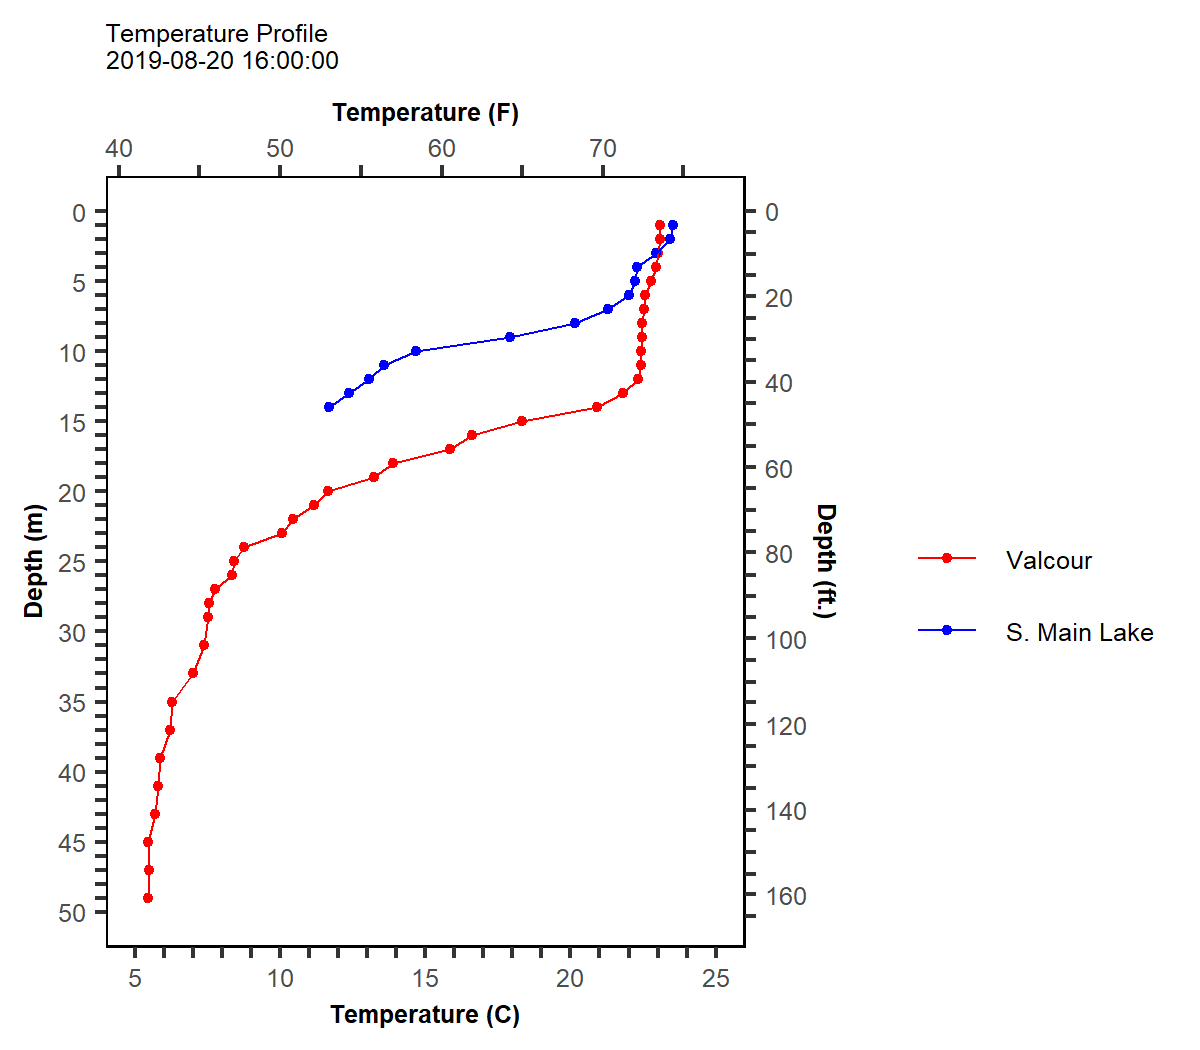 Temperature Profile
2019-08-20 16:00:00
Temperature (F)
40 50 60 70
0
5
10
15
20
25
30
35
40
45
50
Depth (m)
0
20
40
60
80
100
120
140
160
Depth (ft.)
Valcour
S. Main Lake
5 10 15 20 25
Temperature (C)